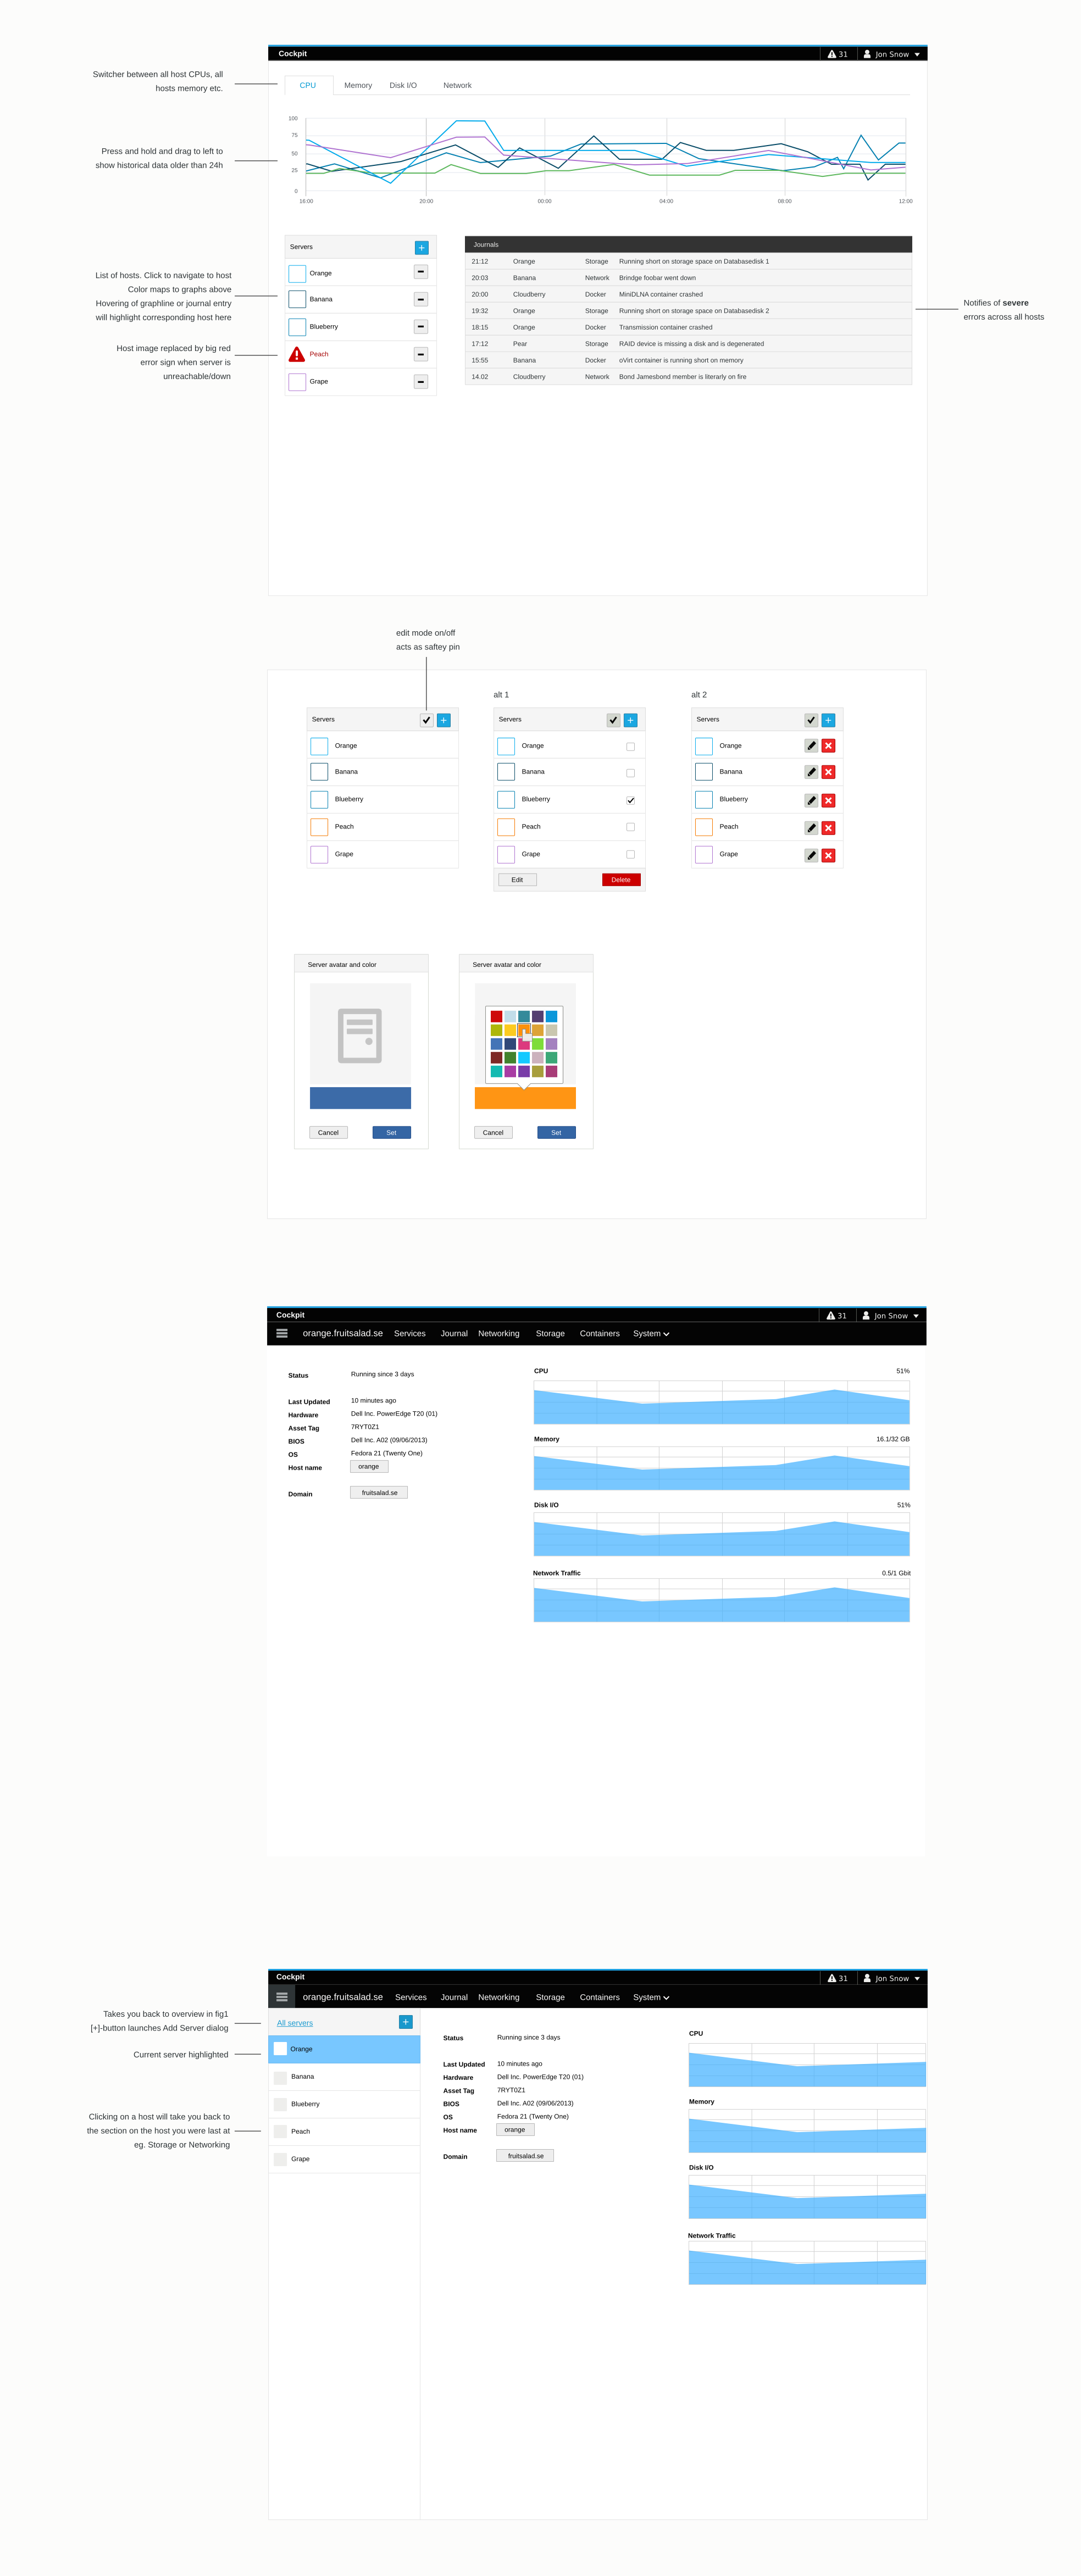 Cockpit
31
Jon Snow
Switcher between all host CPUs, all
hosts memory etc.
CPU
Memory
Disk I/O
Network
Press and hold and drag to left to
show historical data older than 24h
100
75
50
25
0
16:00
20:00
00:00
04:00
08:00
12:00
List of hosts. Click to navigate to host
Color maps to graphs above
Hovering of graphline or journal entry
will highlight corresponding host here
Host image replaced by big red
error sign when server is
unreachable/down
Servers
Orange
Banana
Blueberry
Peach
Grape
Journals
21:12 Orange Storage Running short on storage space on Databasedisk 1
20:03 Banana Network Brindge foobar went down
20:00 Cloudberry Docker MiniDLNA container crashed
19:32 Orange Storage Running short on storage space on Databasedisk 2
18:15 Orange Docker Transmission container crashed
17:12 Pear Storage RAID device is missing a disk and is degenerated
15:55 Banana Docker oVirt container is running short on memory
14.02 Cloudberry Network Bond Jamesbond member is literarly on fire
Notifies of severe
errors across all hosts
edit mode on/off
acts as saftey pin
Servers
Orange
Banana
Blueberry
Peach
Grape
alt 1
Servers
Orange
Banana
Blueberry
Peach
Grape
Edit
Delete
alt 2
Servers
Orange
Banana
Blueberry
Peach
Grape
Server avatar and color
Cancel
Set
Server avatar and color
Cancel
Set
Cockpit
31
Jon Snow
orange.fruitsalad.se Services Journal Networking Storage Containers System
Status Running since 3 days
Last Updated 10 minutes ago
Hardware Dell Inc. PowerEdge T20 (01)
Asset Tag 7RYT0Z1
BIOS Dell Inc. A02 (09/06/2013)
OS Fedora 21 (Twenty One)
Host name orange
Domain fruitsalad.se
CPU 51%
Memory 16.1/32 GB
Disk I/O 51%
Network Traffic 0.5/1 Gbit
Cockpit
31
Jon Snow
orange.fruitsalad.se Services Journal Networking Storage Containers System
Takes you back to overview in fig1
[+]-button launches Add Server dialog
Current server highlighted
Clicking on a host will take you back to
the section on the host you were last at
eg. Storage or Networking
All servers
Orange
Banana
Blueberry
Peach
Grape
Status Running since 3 days
Last Updated 10 minutes ago
Hardware Dell Inc. PowerEdge T20 (01)
Asset Tag 7RYT0Z1
BIOS Dell Inc. A02 (09/06/2013)
OS Fedora 21 (Twenty One)
Host name orange
Domain fruitsalad.se
CPU
Memory
Disk I/O
Network Traffic